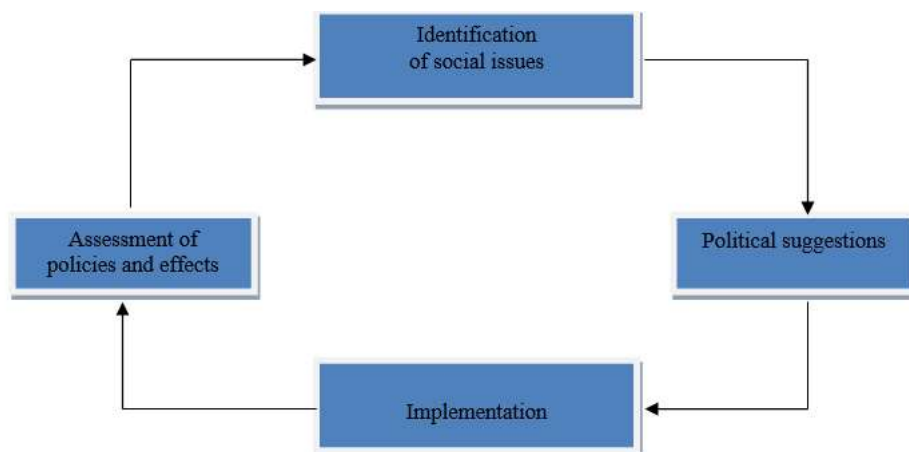 Identification
of social issues
Assessment of
policies and effects
Political suggestions
Implementation